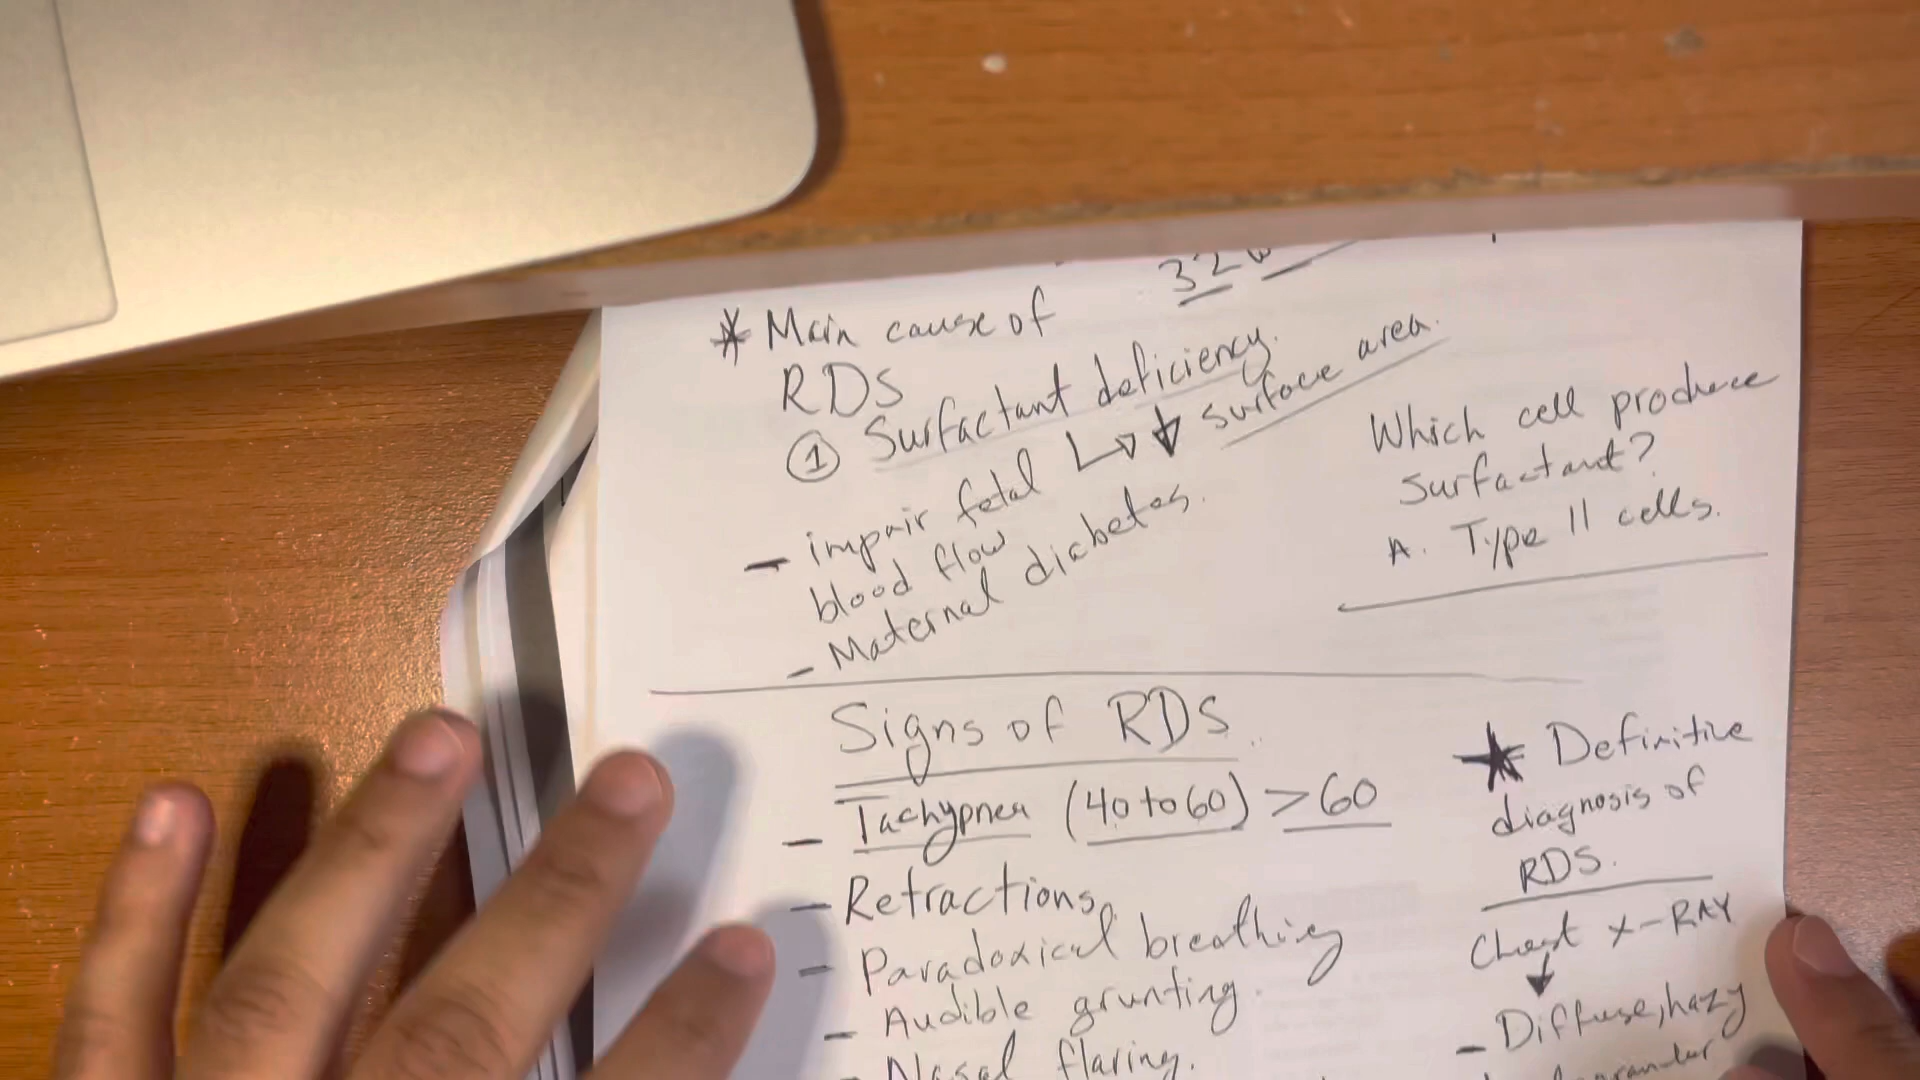 32 w
* Main cause of
RDS
① Surfactant deficiency.
↳ ↓ surface area.
- impair fetal
blood flow
- Maternal diabetes.
Which cell produce
Surfactant?
A. Type II cells.
Signs of RDS
- Tachypnea (40 to 60) > 60
- Retractions
- Paradoxical breathing
- Audible grunting.
- Nasal flaring.
★ Definitive
diagnosis of
RDS.
Chest X-RAY
↓
- Diffuse, hazy